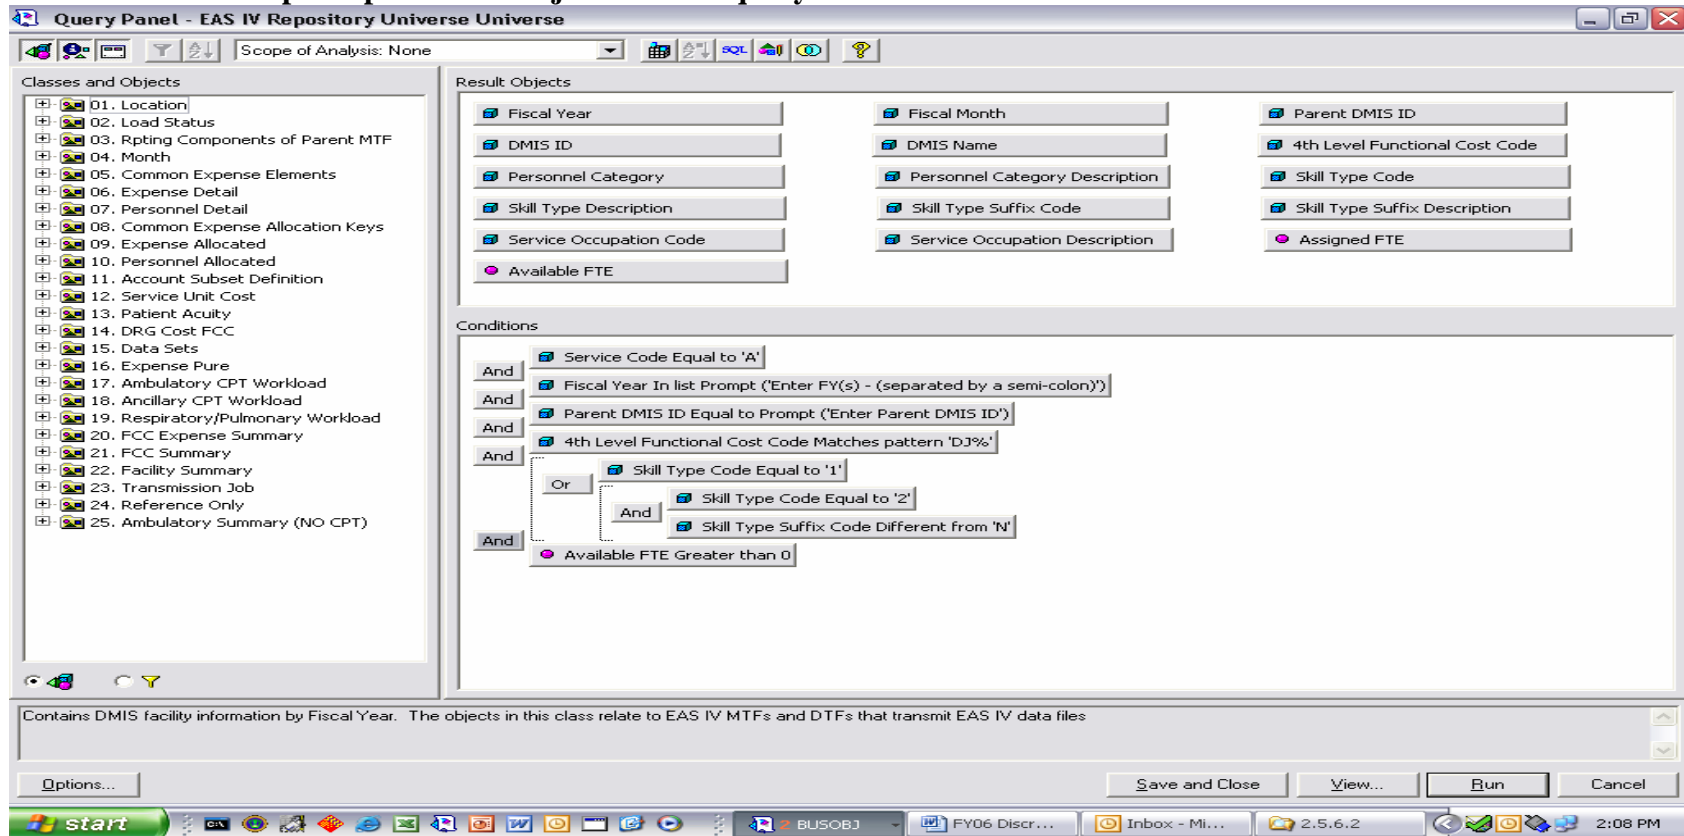 Query Panel - EAS IV Repository Universe Universe
Scope of Analysis: None
SQL
Classes and Objects
01. Location
02. Load Status
03. Rpting Components of Parent MTF
04. Month
05. Common Expense Elements
06. Expense Detail
07. Personnel Detail
08. Common Expense Allocation Keys
09. Expense Allocated
10. Personnel Allocated
11. Account Subset Definition
12. Service Unit Cost
13. Patient Acuity
14. DRG Cost FCC
15. Data Sets
16. Expense Pure
17. Ambulatory CPT Workload
18. Ancillary CPT Workload
19. Respiratory/Pulmonary Workload
20. FCC Expense Summary
21. FCC Summary
22. Facility Summary
23. Transmission Job
24. Reference Only
25. Ambulatory Summary (NO CPT)
Result Objects
Fiscal Year Fiscal Month Parent DMIS ID
DMIS ID DMIS Name 4th Level Functional Cost Code
Personnel Category Personnel Category Description Skill Type Code
Skill Type Description Skill Type Suffix Code Skill Type Suffix Description
Service Occupation Code Service Occupation Description Assigned FTE
Available FTE
Conditions
Service Code Equal to 'A'
And
Fiscal Year In list Prompt ('Enter FY(s) - (separated by a semi-colon)')
And
Parent DMIS ID Equal to Prompt ('Enter Parent DMIS ID')
And
4th Level Functional Cost Code Matches pattern 'DJ%'
And
Skill Type Code Equal to '1'
Or
Skill Type Code Equal to '2'
And
Skill Type Suffix Code Different from 'N'
And
Available FTE Greater than 0
Contains DMIS facility information by Fiscal Year. The objects in this class relate to EAS IV MTFs and DTFs that transmit EAS IV data files
Options... Save and Close View... Run Cancel
start 2 BUSOBJ FY06 Discr... Inbox - Mi... 2.5.6.2 2:08 PM